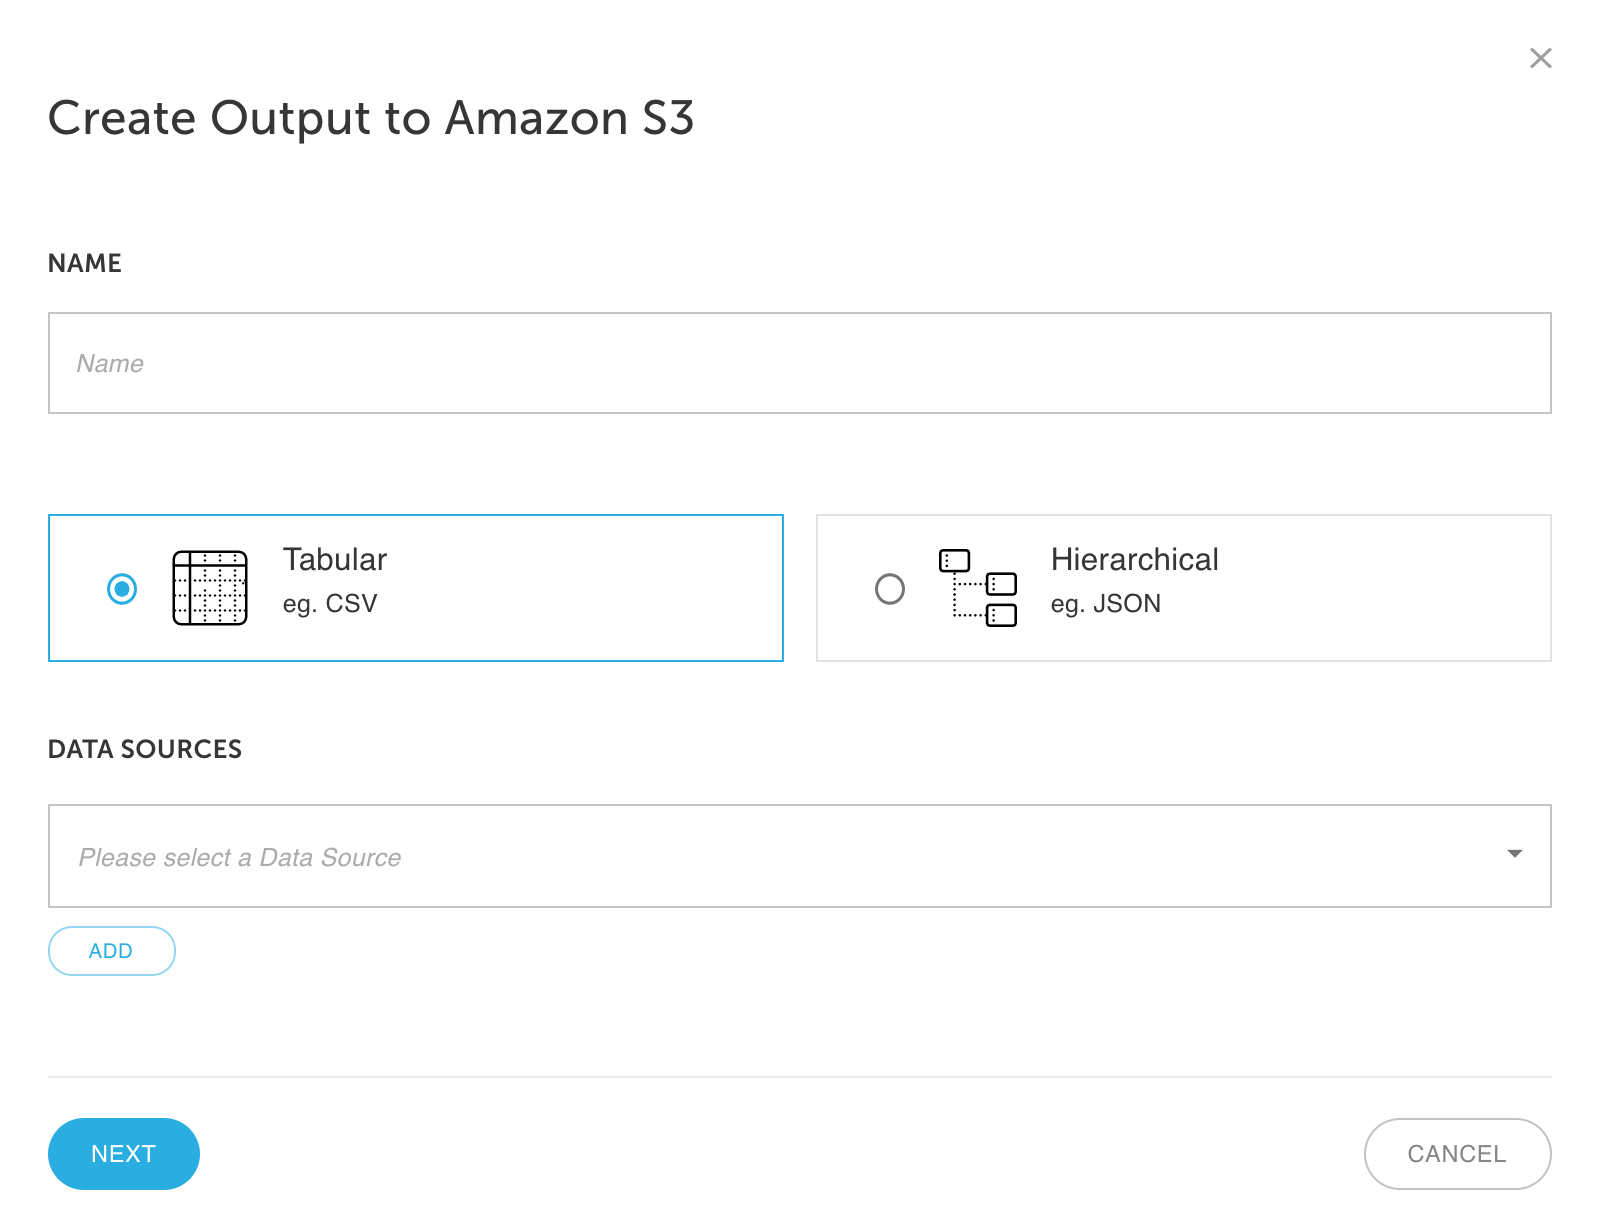 Create Output to Amazon S3
NAME
Name
Tabular
eg. CSV
Hierarchical
eg. JSON
DATA SOURCES
Please select a Data Source
ADD
NEXT
CANCEL